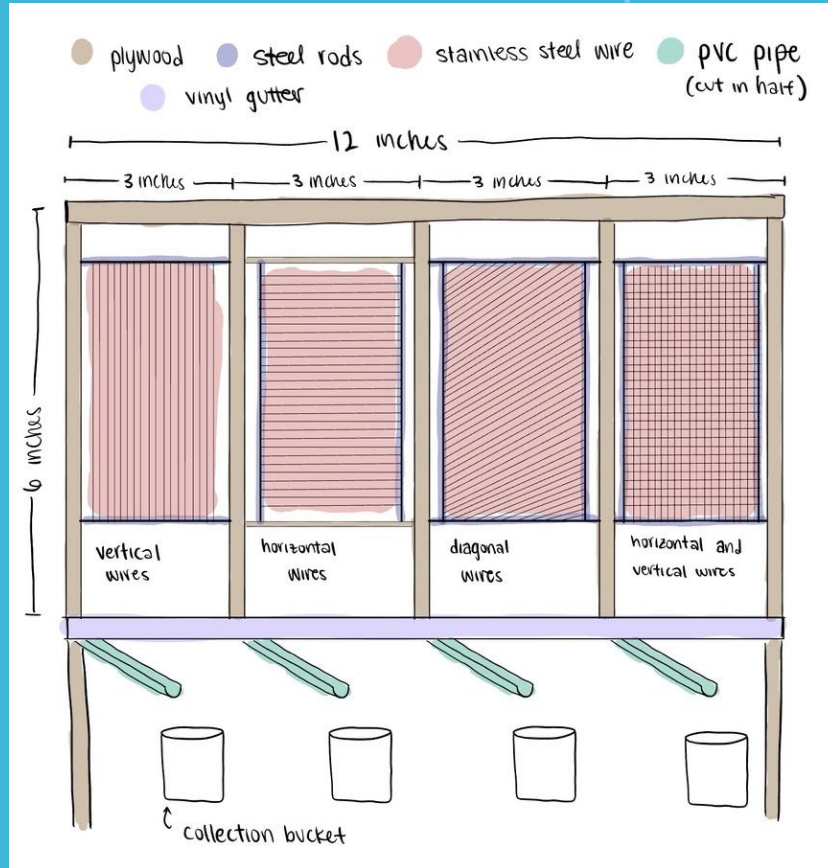 plywood
steel rods
stainless steel wire
pvc pipe
(cut in half)
vinyl gutter
12 inches
3 inches
3 inches
3 inches
3 inches
6 inches
vertical
wires
horizontal
wires
diagonal
wires
horizontal and
vertical wires
collection bucket